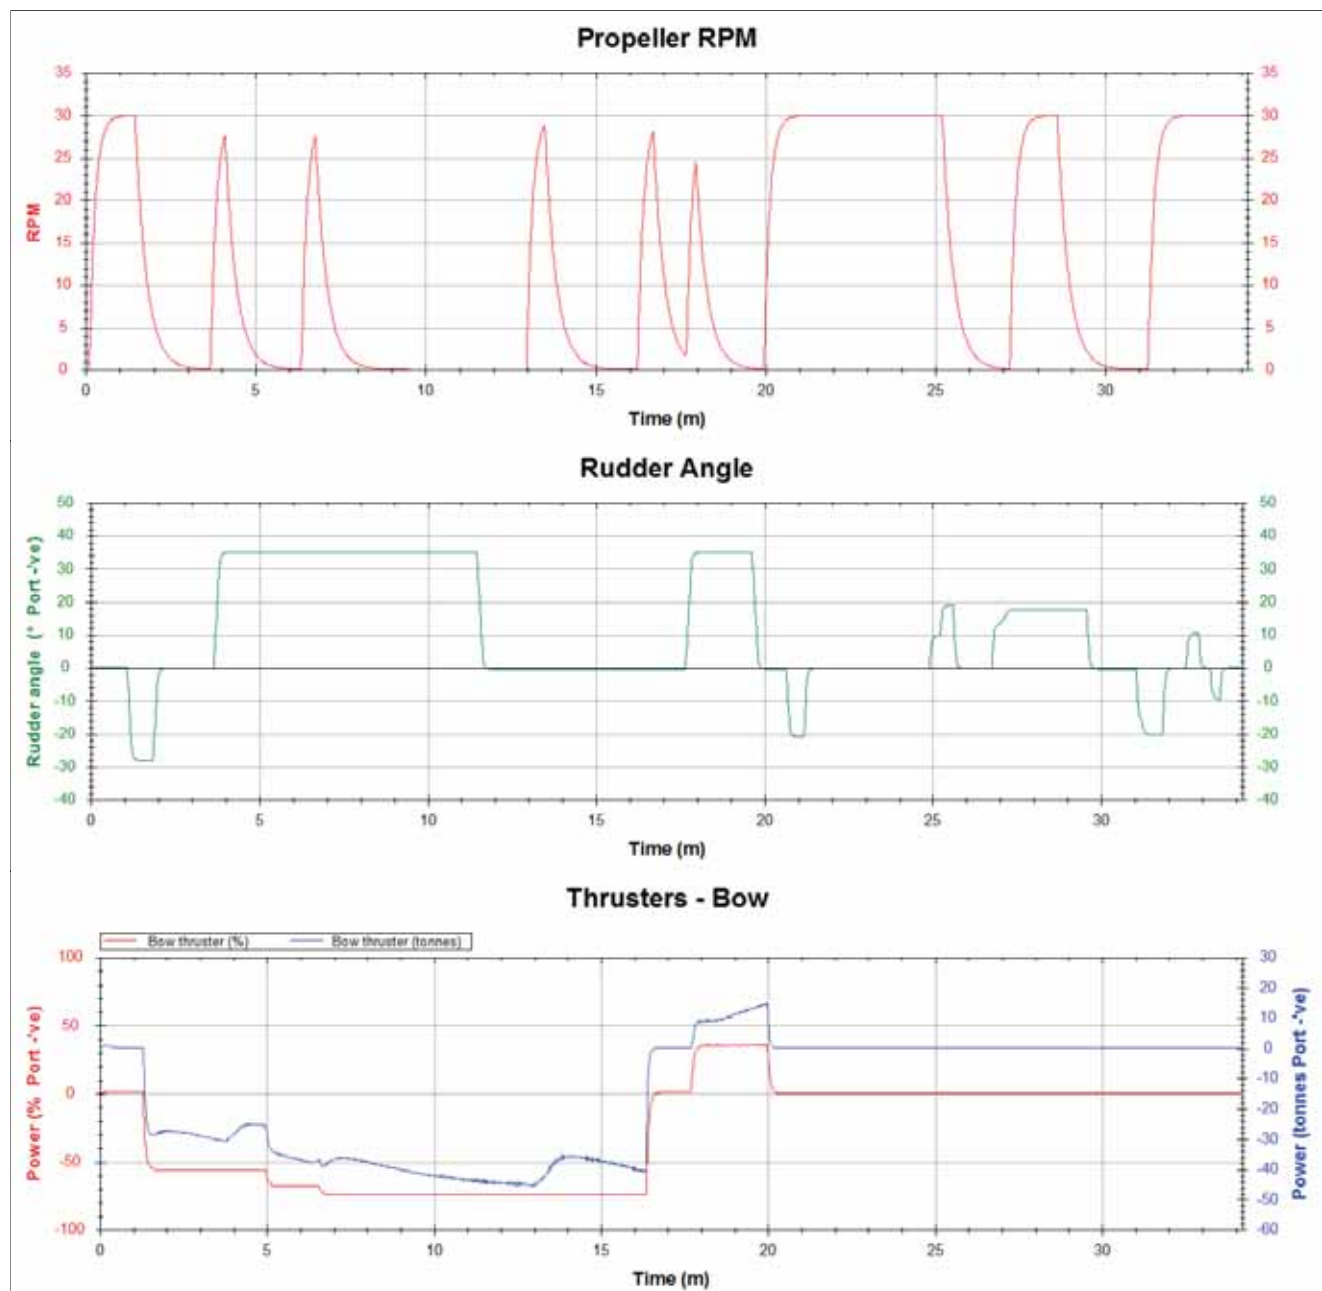 Propeller RPM
35 35
30 30
25 25
20 20
15 15
10 10
5 5
0 0
RPM
0 5 10 15 20 25 30
Time (m)
Rudder Angle
50 50
40 40
30 30
20 20
10 10
0 0
-10 -10
-20 -20
-30 -30
-40 -40
Rudder angle (° Port -'ve)
0 5 10 15 20 25 30
Time (m)
Thrusters - Bow
Bow thruster (%) Bow thruster (tonnes)
100 30
20
50 10
0
0 -10
-20
-30
-50 -40
-50
-100 -60
Power (% Port -'ve)
Power (tonnes Port -'ve)
0 5 10 15 20 25 30
Time (m)